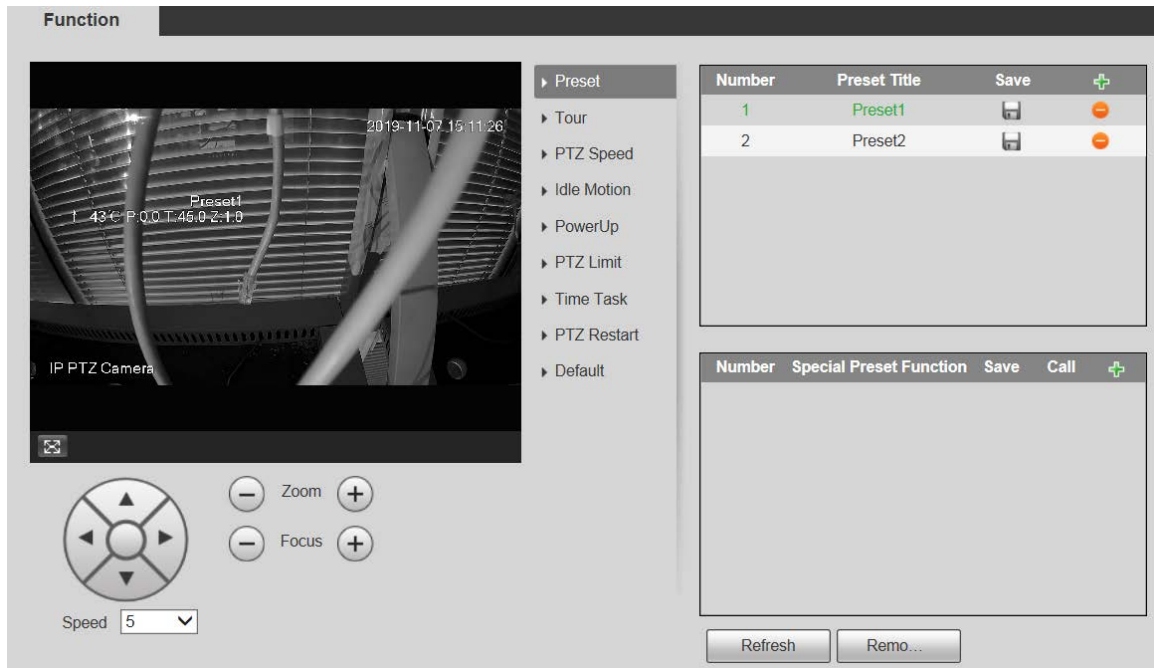 Function
2019-11-07 15:11:26
Preset1
↑ 43℃ P:0.0 T:45.0 Z:1.0
IP PTZ Camera
Zoom
Focus
Speed 5
Preset
Tour
PTZ Speed
Idle Motion
PowerUp
PTZ Limit
Time Task
PTZ Restart
Default
Number Preset Title Save
1 Preset1
2 Preset2
Number Special Preset Function Save Call
Refresh Remo...